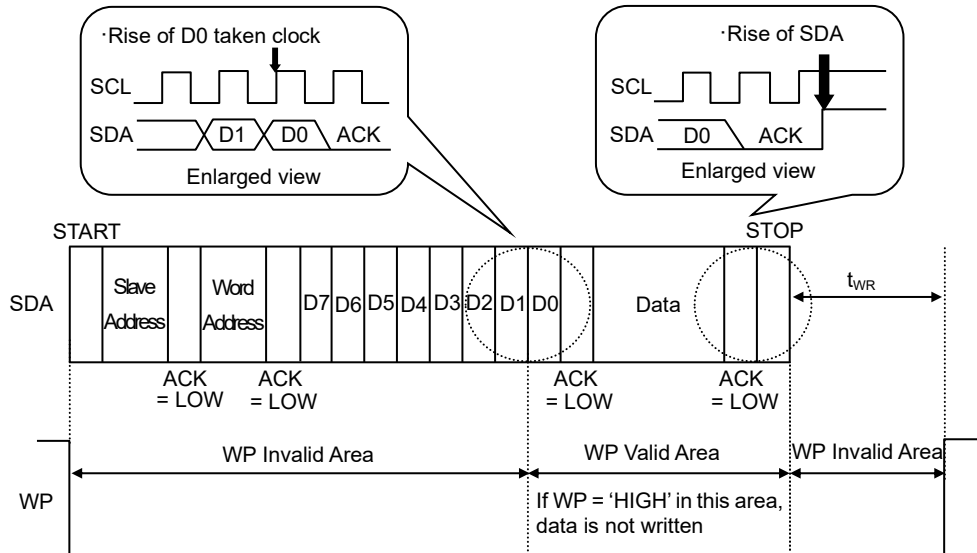 ·Rise of D0 taken clock
SCL
SDA
D1
D0
ACK
Enlarged view
·Rise of SDA
SCL
SDA
D0
ACK
Enlarged view
START
STOP
SDA
Slave
Address
Word
Address
D7
D6
D5
D4
D3
D2
D1
D0
Data
tWR
ACK
= LOW
ACK
= LOW
ACK
= LOW
ACK
= LOW
WP Invalid Area
WP Valid Area
WP Invalid Area
WP
If WP = ‘HIGH’ in this area,
data is not written